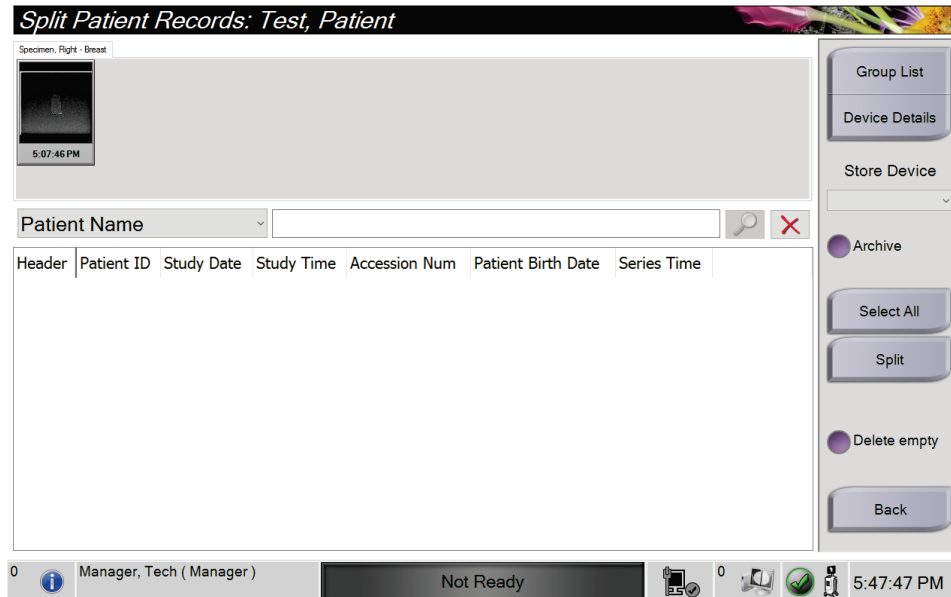 Split Patient Records: Test, Patient
Specimen, Right - Breast
5:07:46 PM
Group List
Device Details
Store Device
Patient Name
Archive
Header Patient ID Study Date Study Time Accession Num Patient Birth Date Series Time
Select All
Split
Delete empty
Back
0
Manager, Tech ( Manager )
Not Ready
0
5:47:47 PM